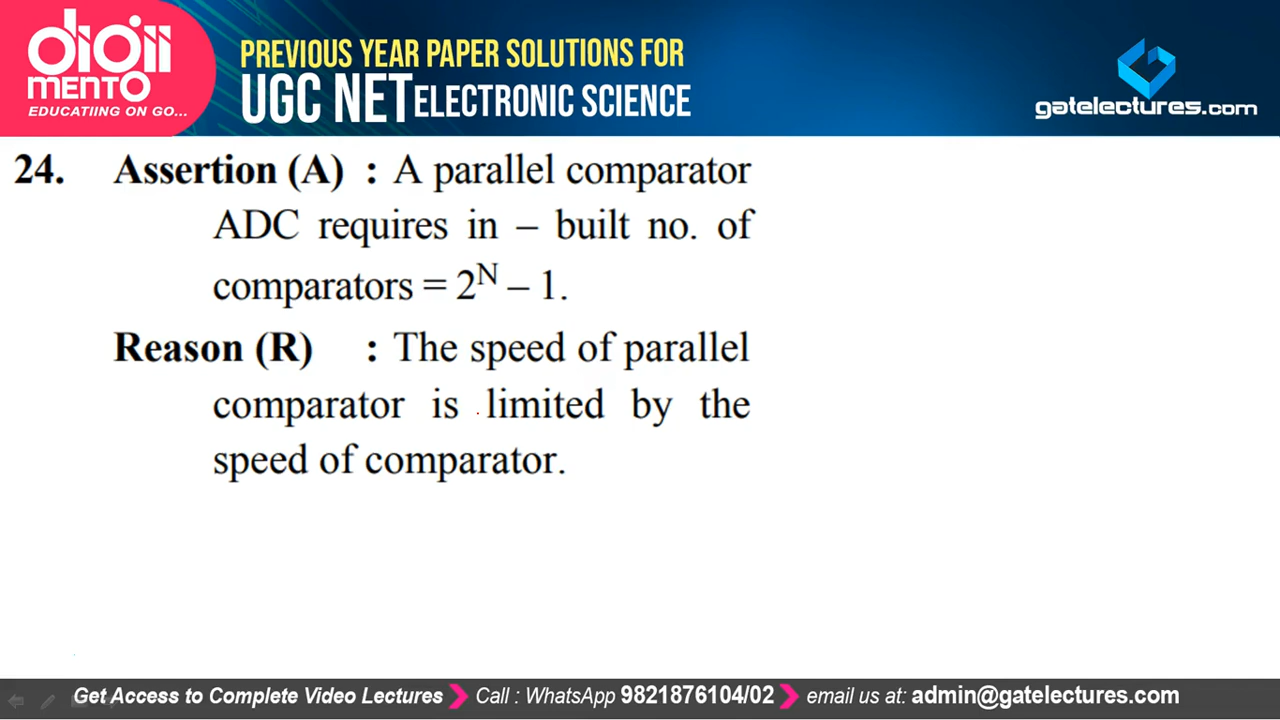 digii
MENTO
EDUCATIING ON GO...
PREVIOUS YEAR PAPER SOLUTIONS FOR
UGC NET ELECTRONIC SCIENCE
gatelectures.com
24. Assertion (A) : A parallel comparator
ADC requires in – built no. of
comparators = 2^N – 1.
Reason (R) : The speed of parallel
comparator is limited by the
speed of comparator.
Get Access to Complete Video Lectures Call : WhatsApp 9821876104/02 email us at: admin@gatelectures.com